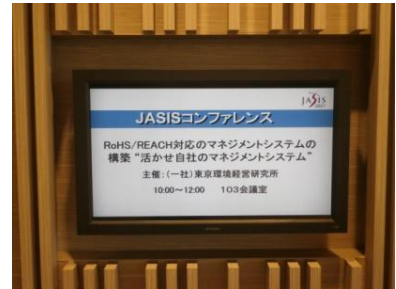 JASIS
JASISコンファレンス
RoHS/REACH対応のマネジメントシステムの
構築 “活かせ自社のマネジメントシステム”
主催:(一社)東京環境経営研究所
10:00～12:00 103会議室